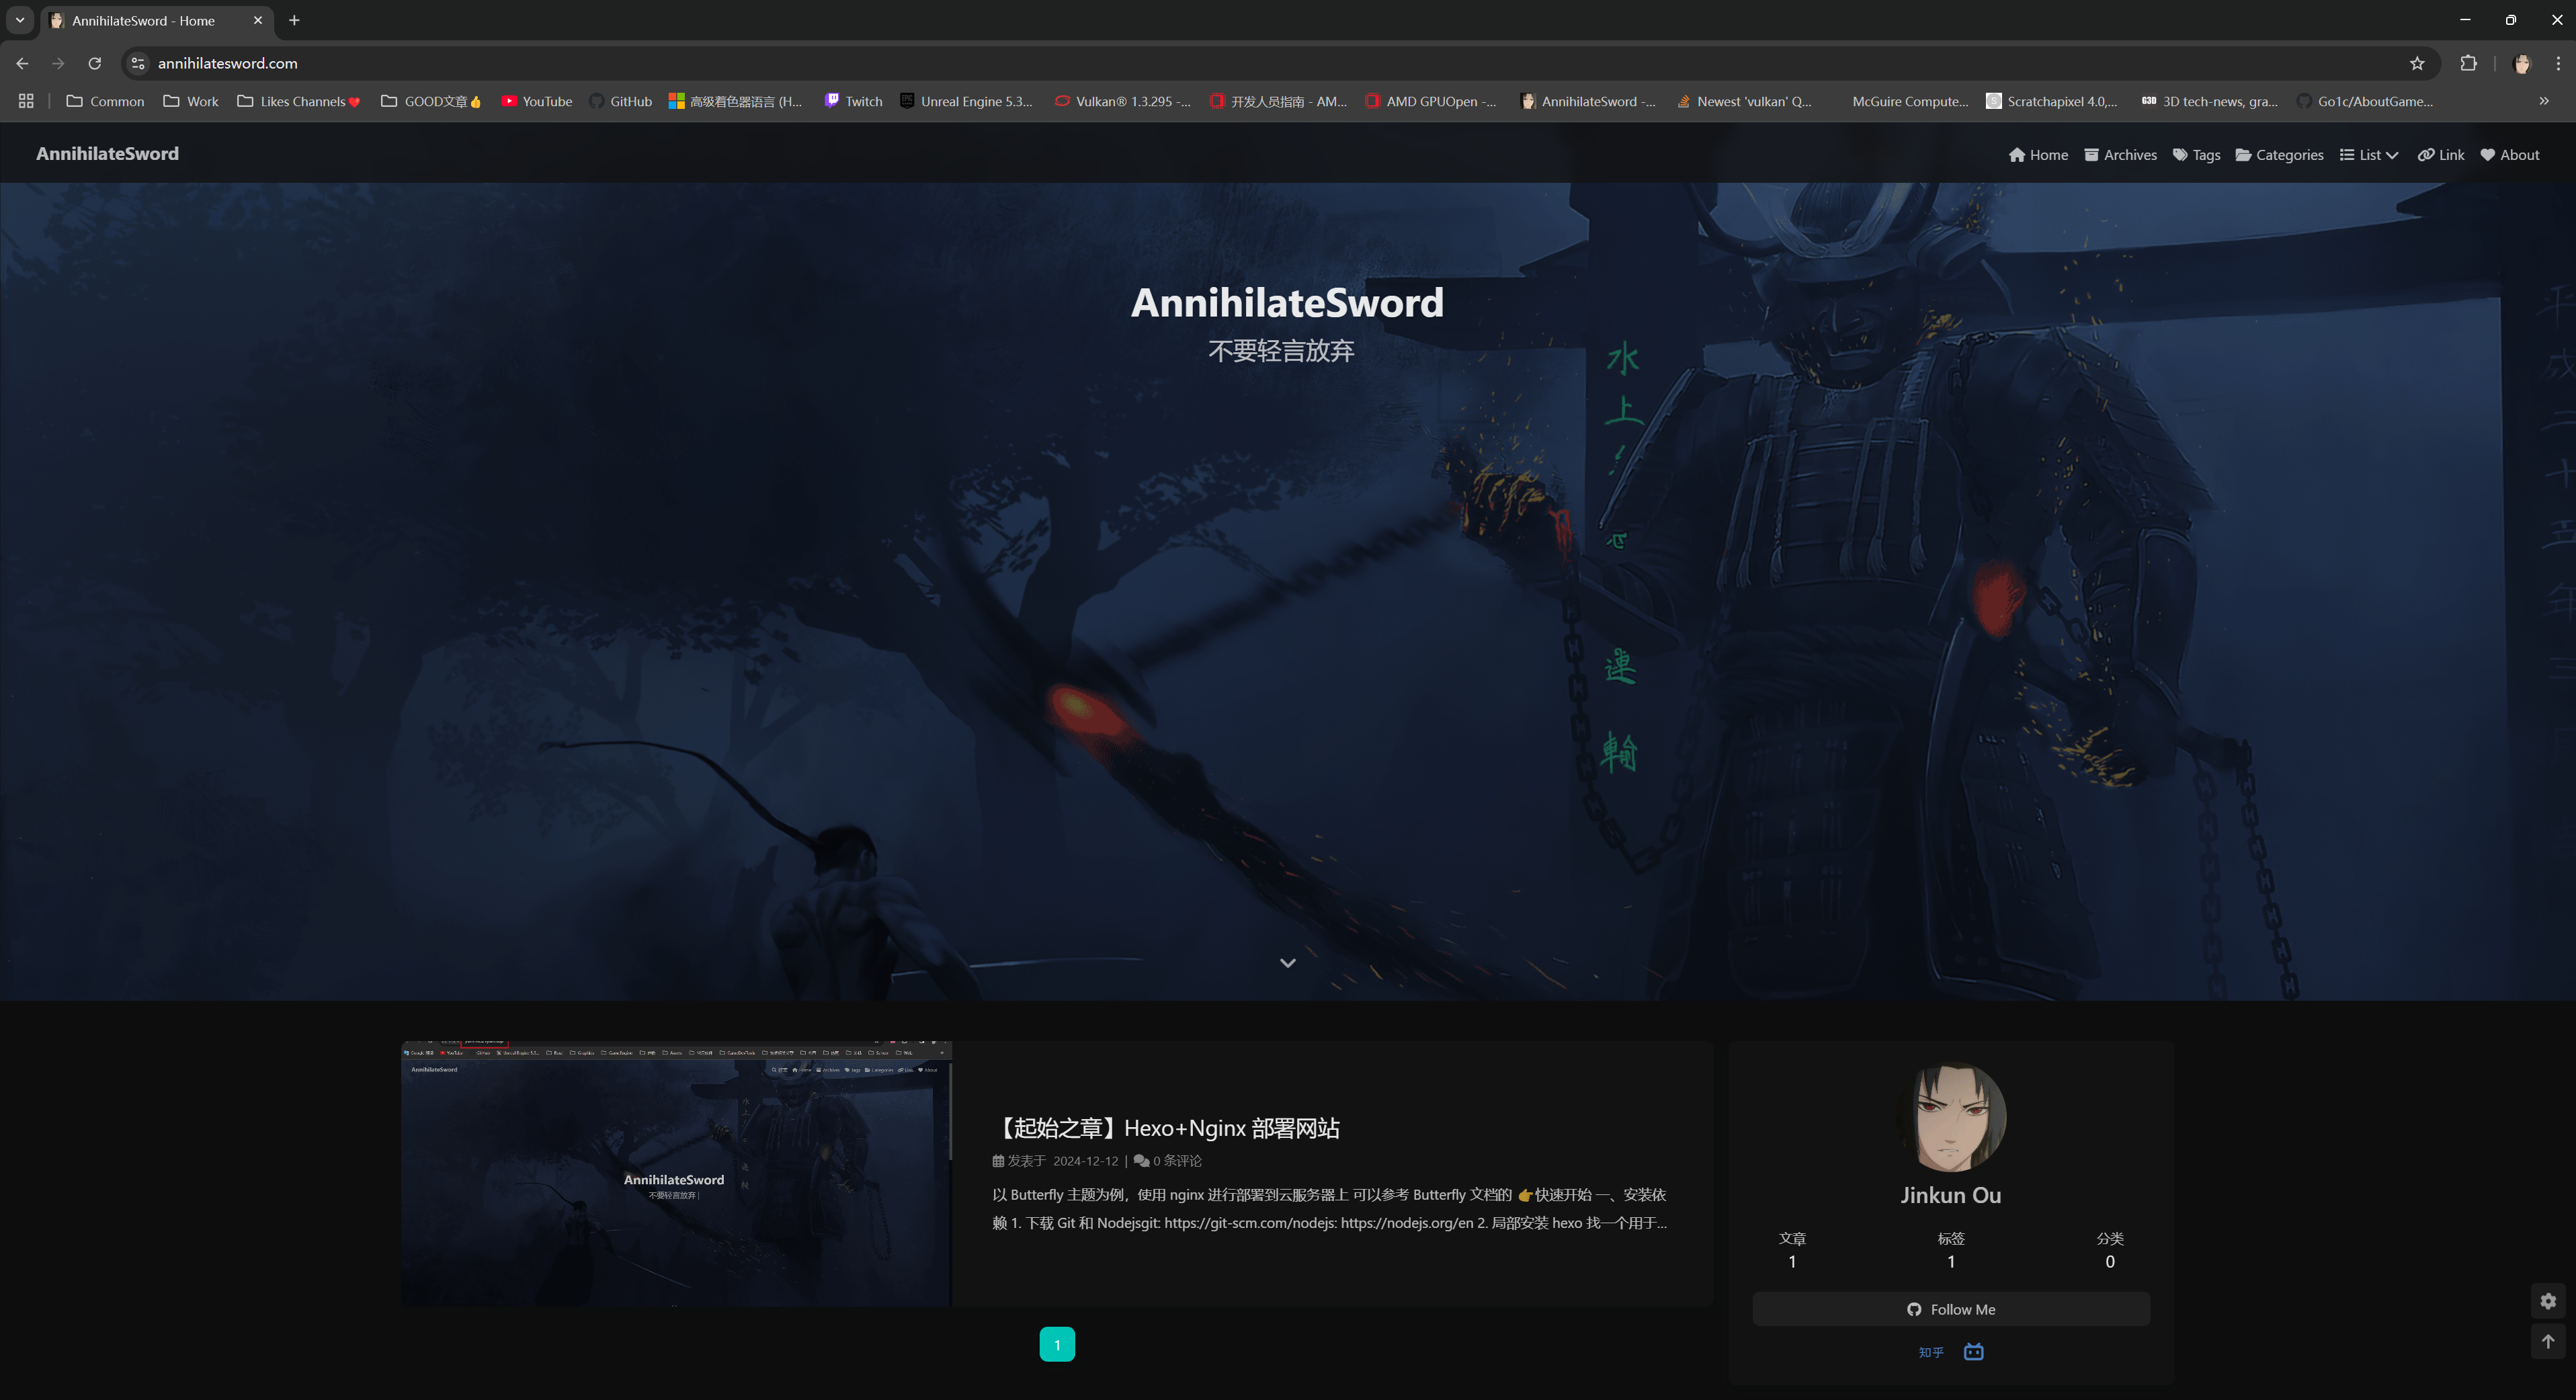 AnnihilateSword - Home
annihilatesword.com
Common
Work
Likes Channels❤️
GOOD文章👍
YouTube
GitHub
高级着色器语言 (H...
Twitch
Unreal Engine 5.3...
Vulkan® 1.3.295 -...
开发人员指南 - AM...
AMD GPUOpen -...
AnnihilateSword -...
Newest 'vulkan' Q...
McGuire Compute...
Scratchapixel 4.0,...
G3D 3D tech-news, gra...
Go1c/AboutGame...
AnnihilateSword
Home
Archives
Tags
Categories
List
Link
About
AnnihilateSword
不要轻言放弃
水
上
連
輪
AnnihilateSword
AnnihilateSword
不要轻言放弃 |
【起始之章】Hexo+Nginx 部署网站
发表于 2024-12-12 | 0 条评论
以 Butterfly 主题为例，使用 nginx 进行部署到云服务器上 可以参考 Butterfly 文档的 👉快速开始 一、安装依
赖 1. 下载 Git 和 Nodejsgit: https://git-scm.com/nodejs: https://nodejs.org/en 2. 局部安装 hexo 找一个用于...
1
Jinkun Ou
文章
1
标签
1
分类
0
Follow Me
知乎